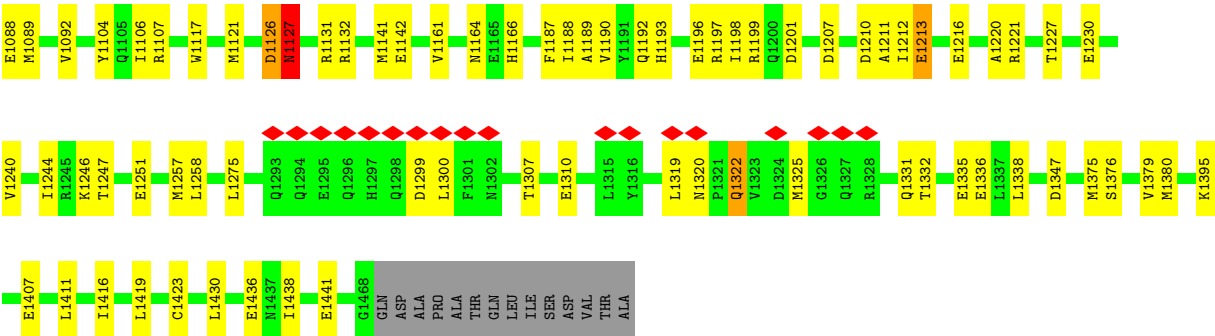 E1088 M1089 V1092 Y1104 Q1105 I1106 R1107 W1117 M1121 D1126 N1127 R1131 R1132 M1141 E1142 V1161 N1164 E1165 H1166 F1187 I1188 A1189 V1190 Y1191 Q1192 H1193 E1196 R1197 I1198 R1199 Q1200 D1201 D1207 D1210 A1211 I1212 E1213 E1216 A1220 R1221 T1227 E1230
V1240 I1244 R1245 K1246 T1247 E1251 M1257 L1258 L1275 Q1293 Q1294 E1295 Q1296 H1297 Q1298 D1299 L1300 F1301 N1302 T1307 E1310 L1315 Y1316 L1319 N1320 P1321 Q1322 V1323 D1324 M1325 G1326 Q1327 R1328 Q1331 T1332 E1335 E1336 L1337 L1338 D1347 M1375 S1376 V1379 M1380 K1395
E1407 L1411 I1416 L1419 C1423 L1430 E1436 N1437 I1438 E1441 G1468 GLN ASP ALA PRO ALA THR GLN LEU ILE SER ASP VAL THR ALA